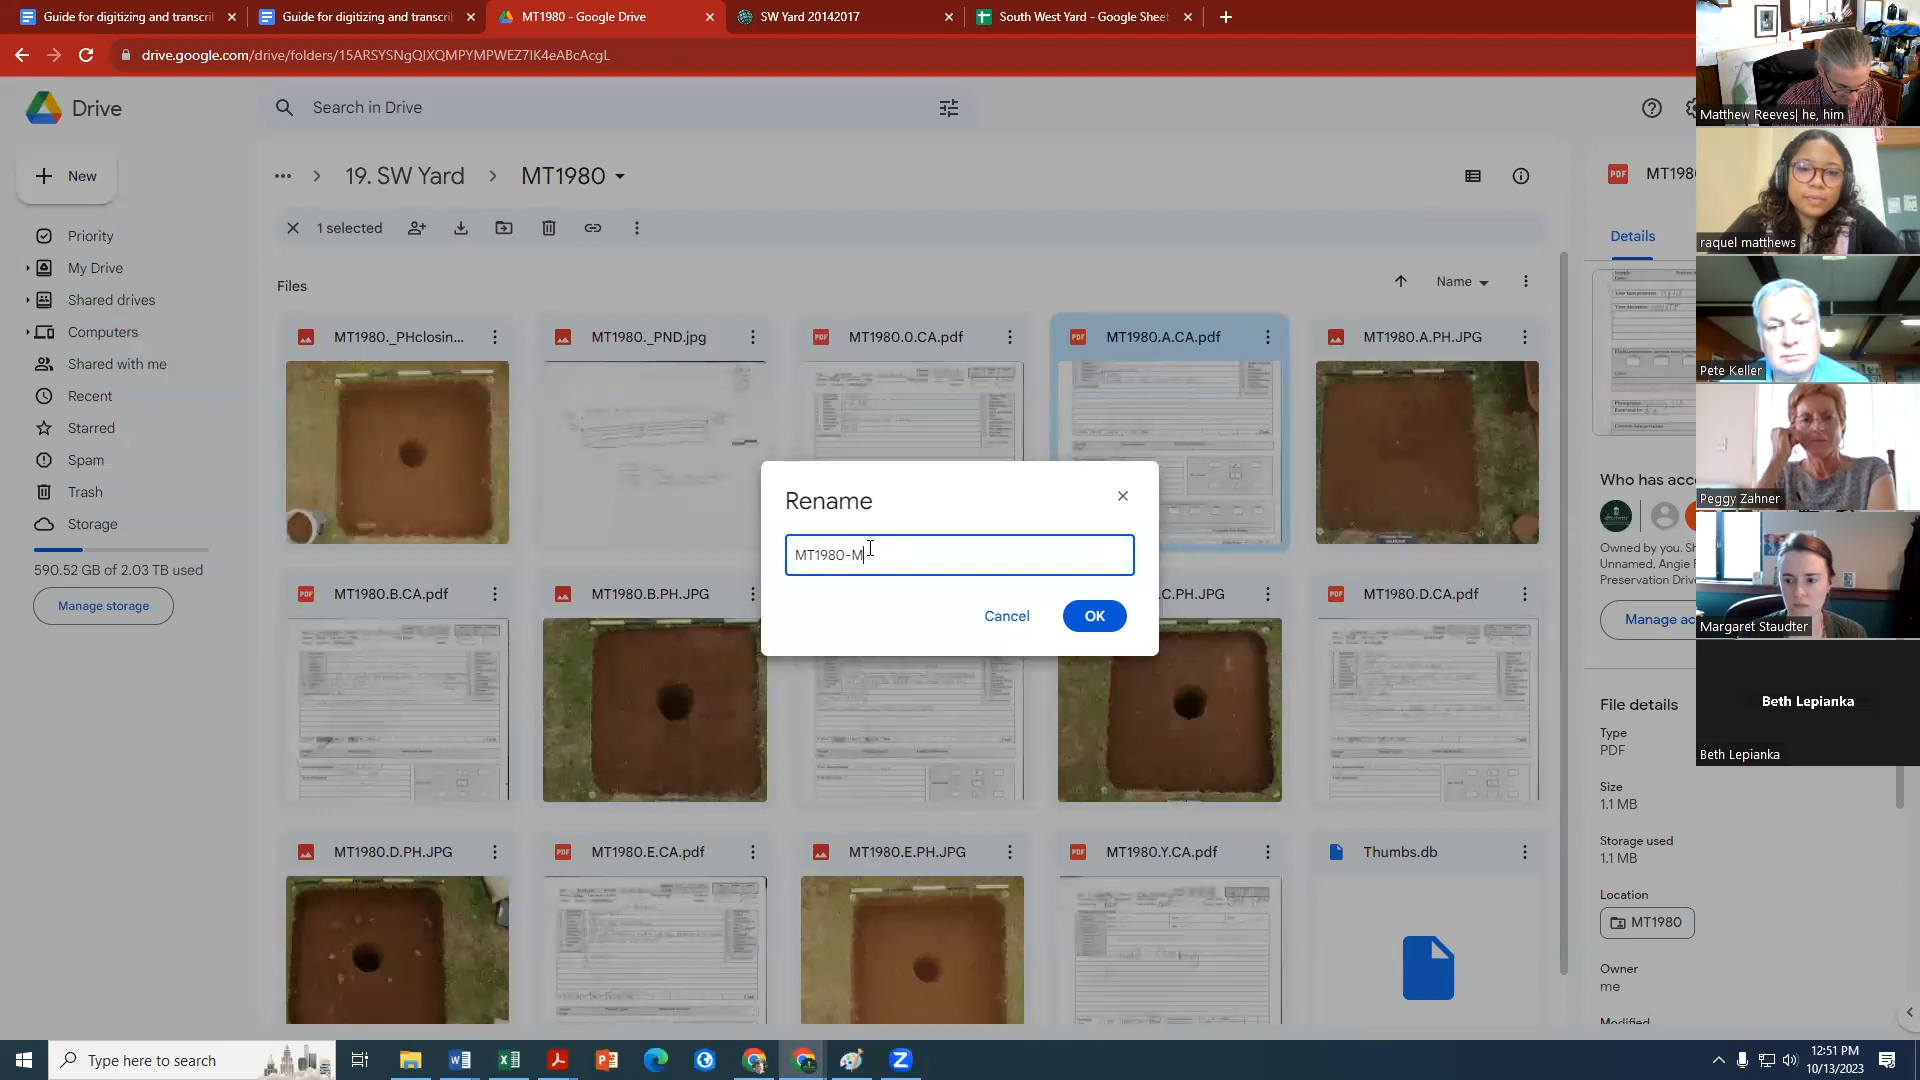 Guide for digitizing and transcri
Guide for digitizing and transcri
MT1980 - Google Drive
SW Yard 20142017
South West Yard - Google Sheet
drive.google.com/drive/folders/15ARSYSNgQIXQMPYMPWEZ7IK4eABcAcgL
Drive
Search in Drive
New
... > 19. SW Yard > MT1980
1 selected
Priority
My Drive
Shared drives
Computers
Shared with me
Recent
Starred
Spam
Trash
Storage
590.52 GB of 2.03 TB used
Manage storage
Files
Name
MT1980._PHclosin...
MT1980._PND.jpg
MT1980.0.CA.pdf
MT1980.A.CA.pdf
MT1980.A.PH.JPG
MT1980.B.CA.pdf
MT1980.B.PH.JPG
.C.PH.JPG
MT1980.D.CA.pdf
MT1980.D.PH.JPG
MT1980.E.CA.pdf
MT1980.E.PH.JPG
MT1980.Y.CA.pdf
Thumbs.db
Rename
MT1980-M
Cancel
OK
PDF
MT198
Details
Who has acc
Owned by you. Sh
Unnamed, Angie
Preservation Driv
Manage ac
File details
Type
PDF
Size
1.1 MB
Storage used
1.1 MB
Location
MT1980
Owner
me
Modified
Matthew Reeves| he, him
raquel matthews
Pete Keller
Peggy Zahner
Margaret Staudter
Beth Lepianka
Beth Lepianka
Type here to search
12:51 PM
10/13/2023